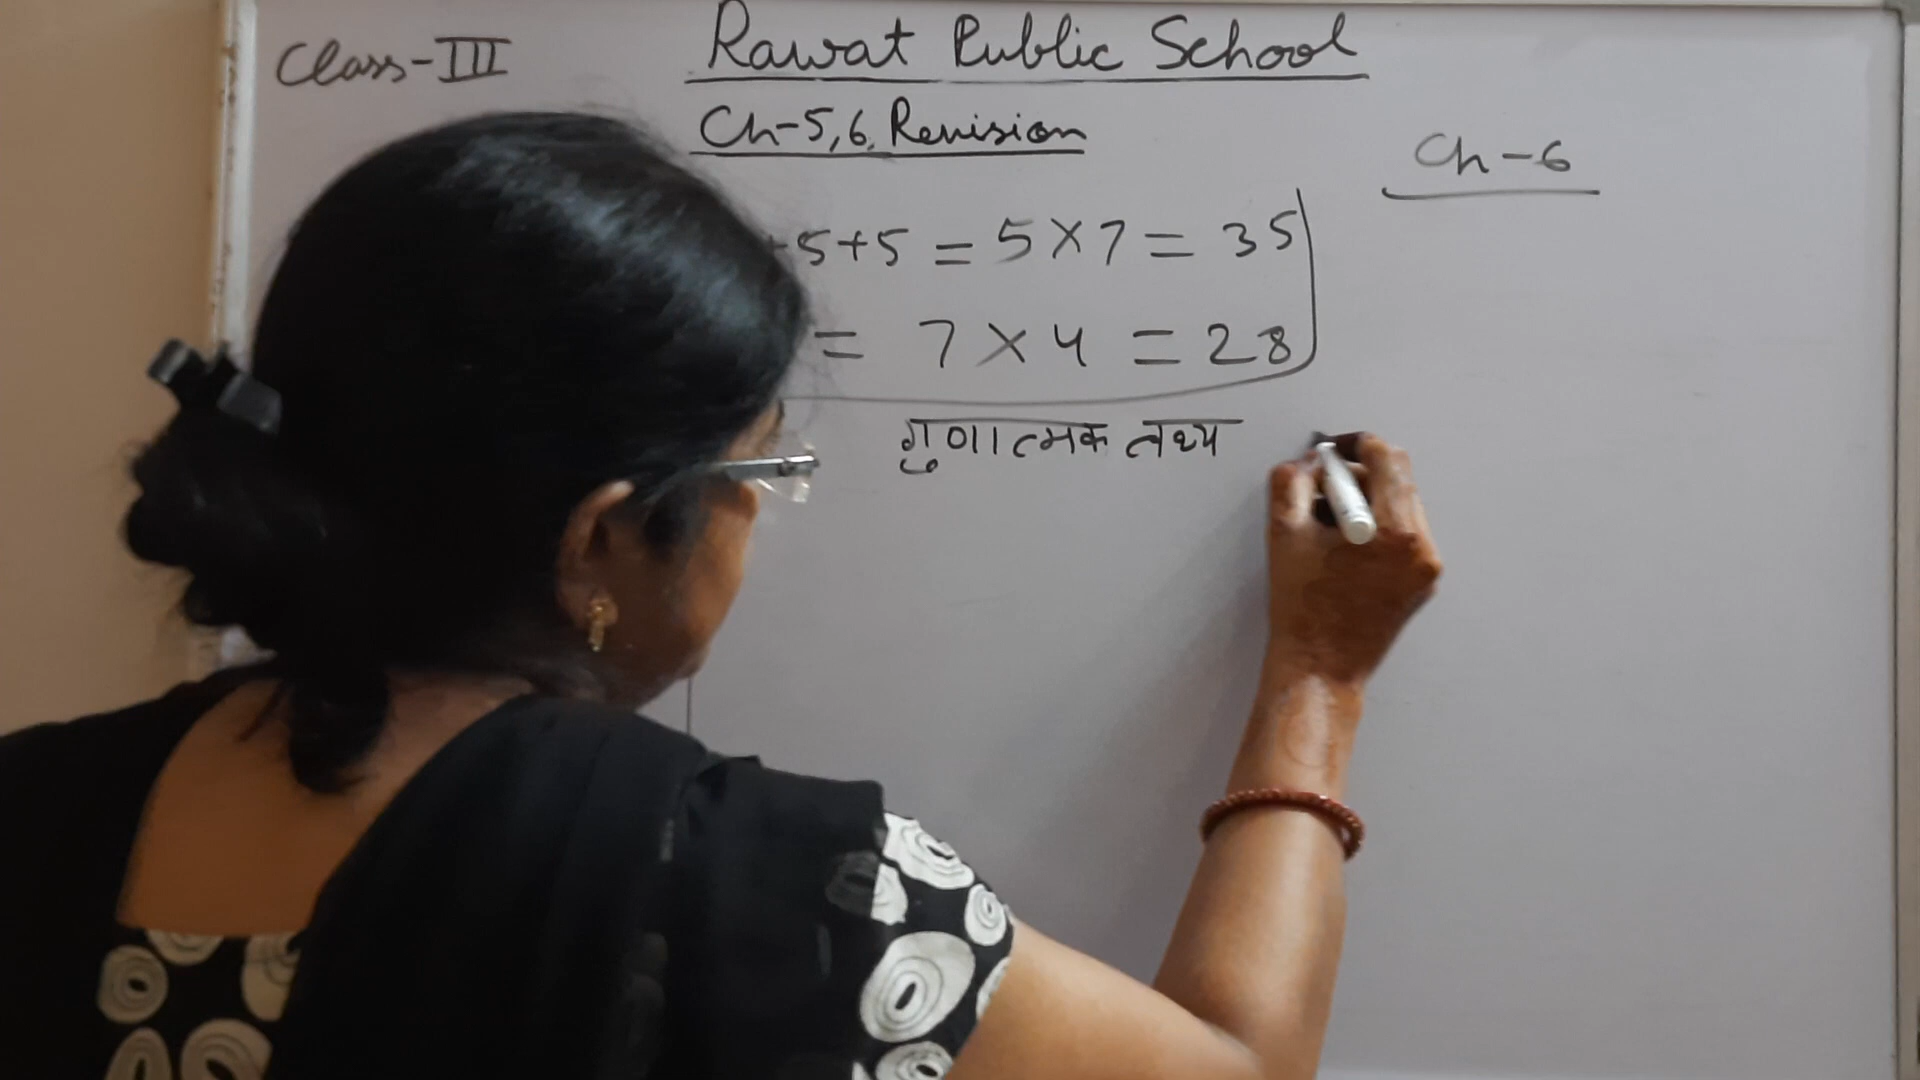 Class-III
Rawat Public School
Ch-5,6, Revision
Ch-6
+5+5 = 5×7 = 35
= 7×4 = 28
गुणात्मक तथ्य